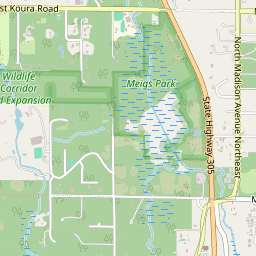 st Koura Road
Wildlife
Corridor
d Expansion
Meigs Park
State Highway 305
North Madison Avenue Northeast